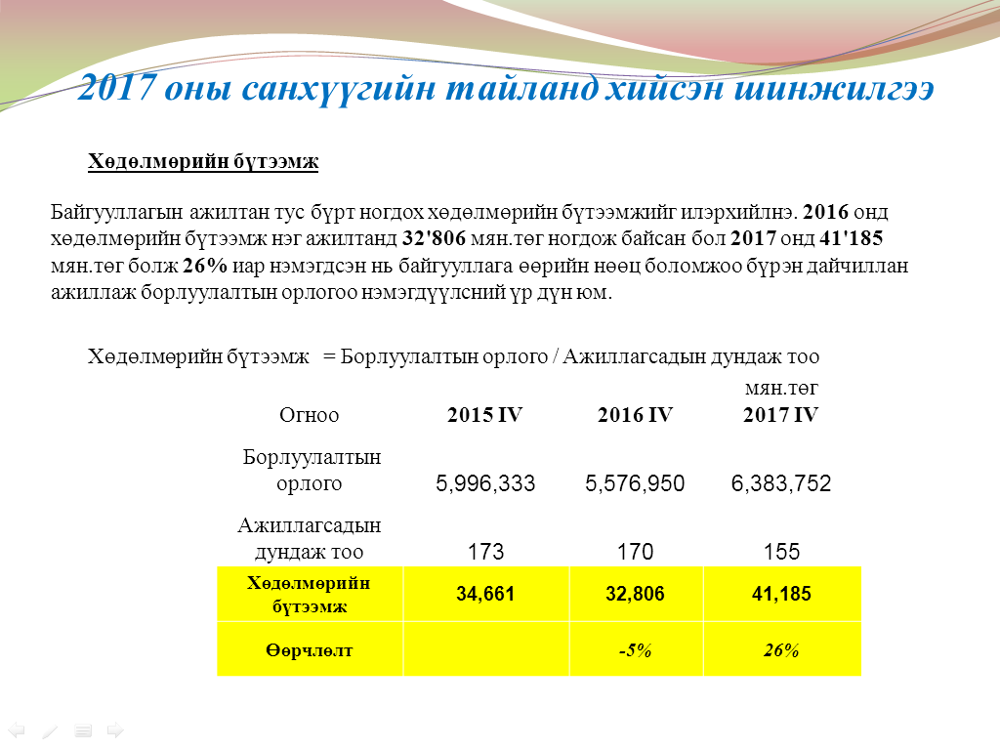 2017 оны санхүүгийн тайланд хийсэн шинжилгээ
Хөдөлмөрийн бүтээмж
Байгууллагын ажилтан тус бүрт ногдох хөдөлмөрийн бүтээмжийг илэрхийлнэ. 2016 онд
хөдөлмөрийн бүтээмж нэг ажилтанд 32'806 мян.төг ногдож байсан бол 2017 онд 41'185
мян.төг болж 26% иар нэмэгдсэн нь байгууллага өөрийн нөөц боломжоо бүрэн дайчиллан
ажиллаж борлуулалтын орлогоо нэмэгдүүлсний үр дүн юм.
Хөдөлмөрийн бүтээмж = Борлуулалтын орлого / Ажиллагсадын дундаж тоо
мян.төг
Огноо 2015 IV 2016 IV 2017 IV
Борлуулалтын
орлого 5,996,333 5,576,950 6,383,752
Ажиллагсадын
дундаж тоо 173 170 155
Хөдөлмөрийн
бүтээмж 34,661 32,806 41,185
Өөрчлөлт -5% 26%